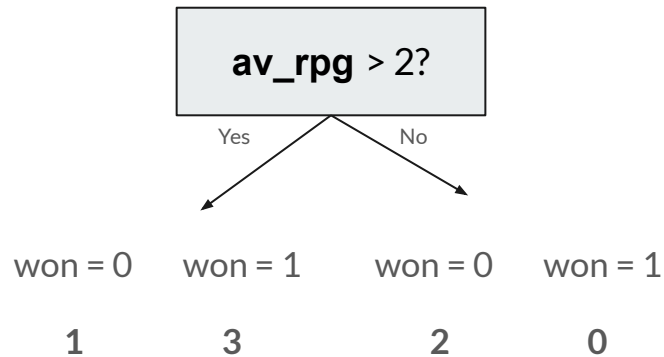 av_rpg > 2?
Yes No
won = 0 won = 1 won = 0 won = 1
1 3 2 0